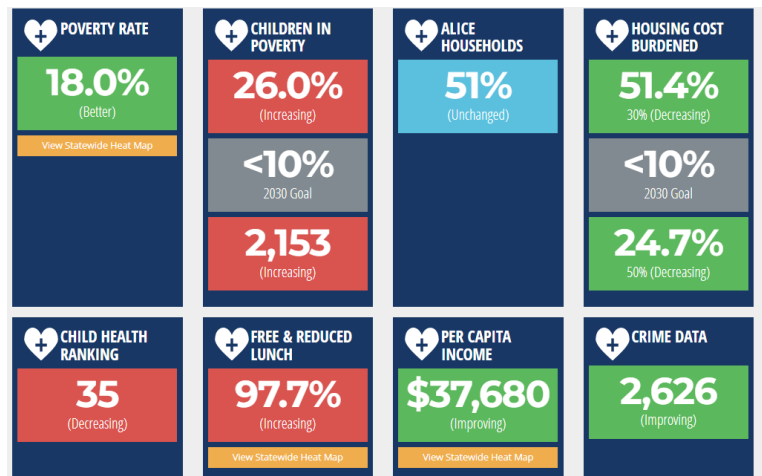 POVERTY RATE
18.0%
(Better)
View Statewide Heat Map
CHILDREN IN
POVERTY
26.0%
(Increasing)
<10%
2030 Goal
2,153
(Increasing)
ALICE
HOUSEHOLDS
51%
(Unchanged)
HOUSING COST
BURDENED
51.4%
30% (Decreasing)
<10%
2030 Goal
24.7%
50% (Decreasing)
CHILD HEALTH
RANKING
35
(Decreasing)
FREE & REDUCED
LUNCH
97.7%
(Increasing)
View Statewide Heat Map
PER CAPITA
INCOME
$37,680
(Improving)
View Statewide Heat Map
CRIME DATA
2,626
(Improving)